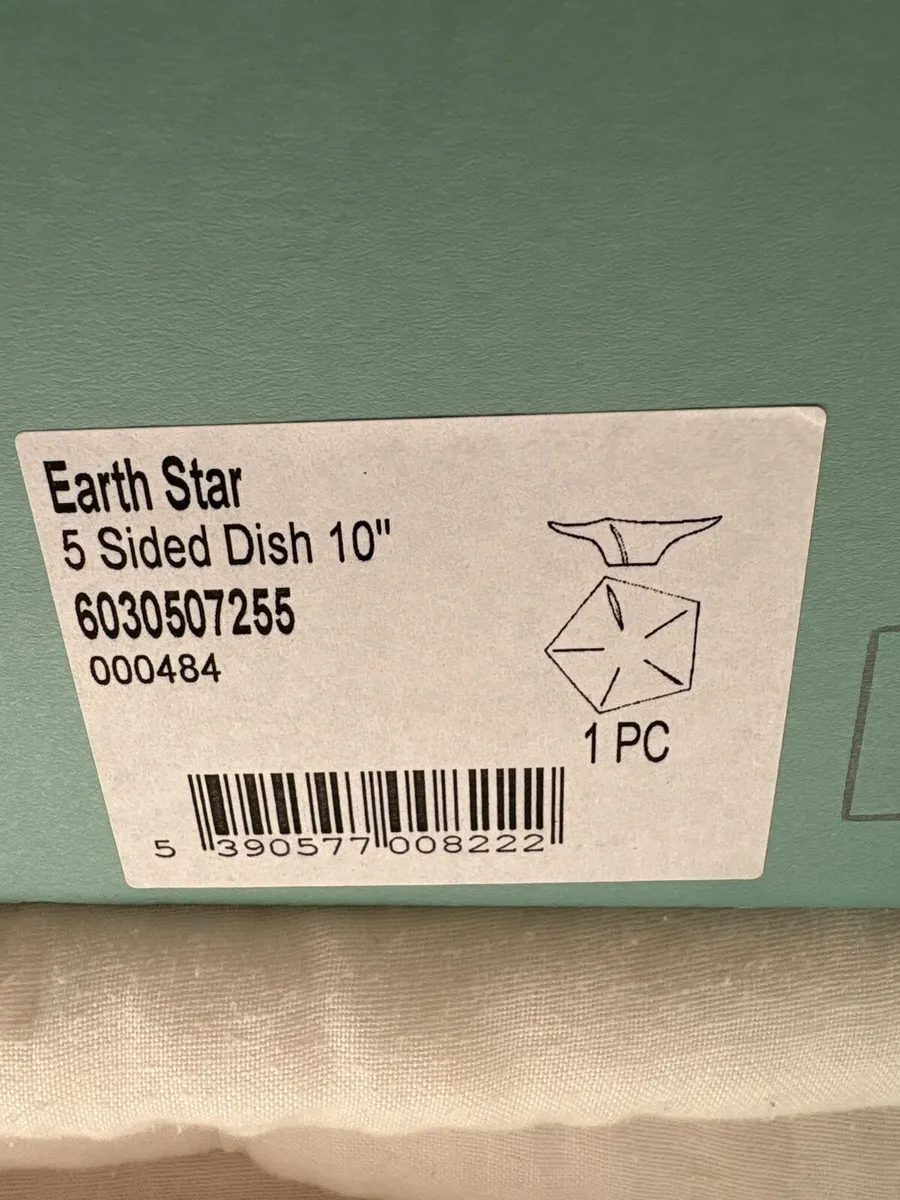 Earth Star
5 Sided Dish 10"
6030507255
000484
1 PC
5 390577 008222